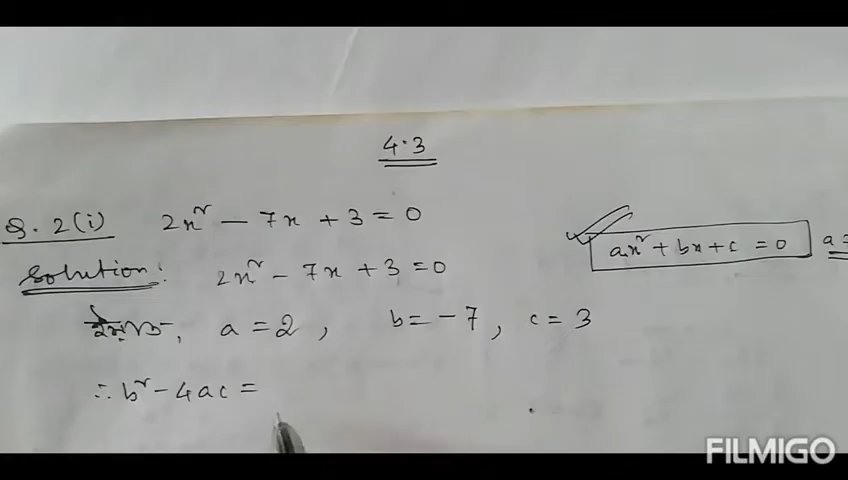 4.3
Q. 2(i) 2x² - 7x + 3 = 0
ax² + bx + c = 0 a =
Solution: 2x² - 7x + 3 = 0
a = 2, b = -7, c = 3
∴ b² - 4ac =
FILMIGO